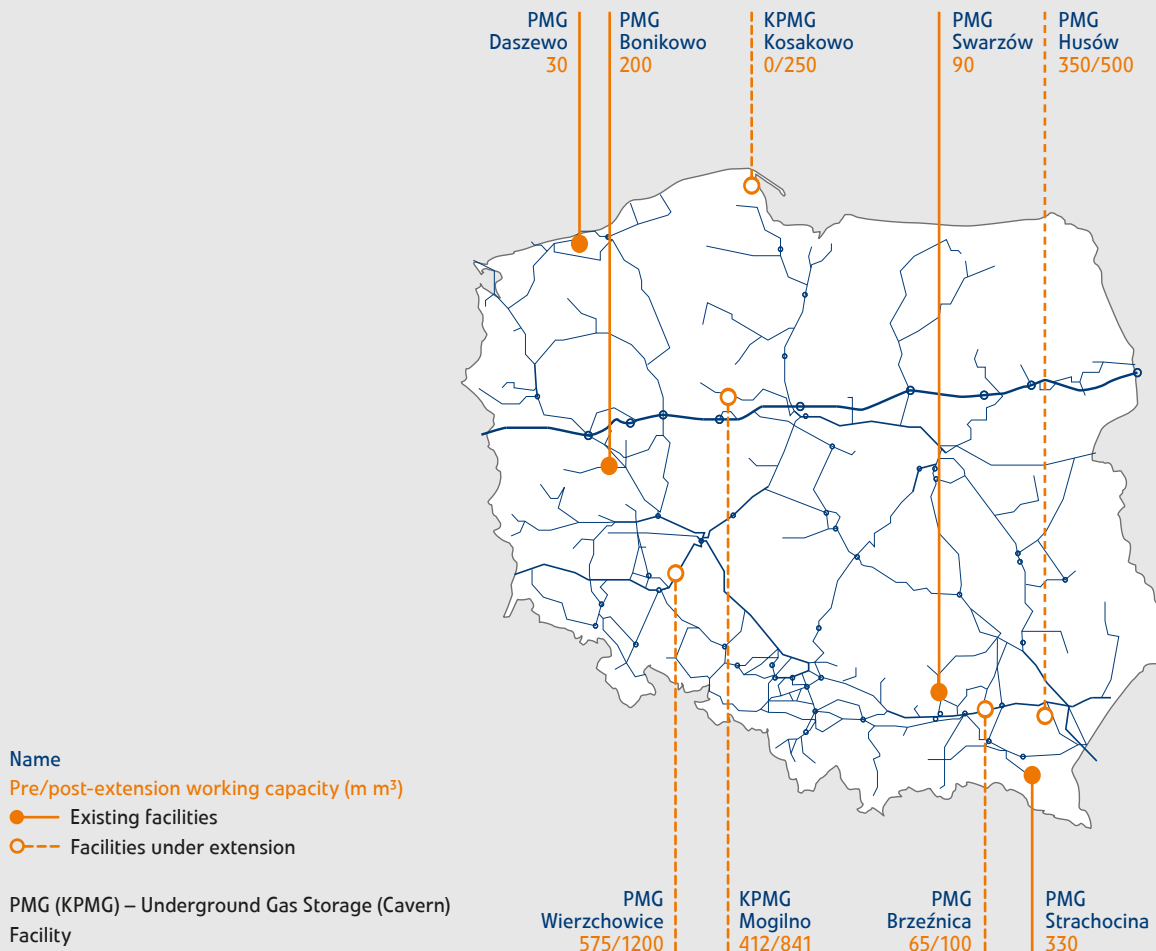 PMG
Daszewo
30
PMG
Bonikowo
200
KPMG
Kosakowo
0/250
PMG
Swarzów
90
PMG
Husów
350/500
Name
Pre/post-extension working capacity (m m³)
Existing facilities
Facilities under extension
PMG (KPMG) – Underground Gas Storage (Cavern)
Facility
PMG
Wierzchowice
575/1200
KPMG
Mogilno
412/841
PMG
Brzeźnica
65/100
PMG
Strachocina
330